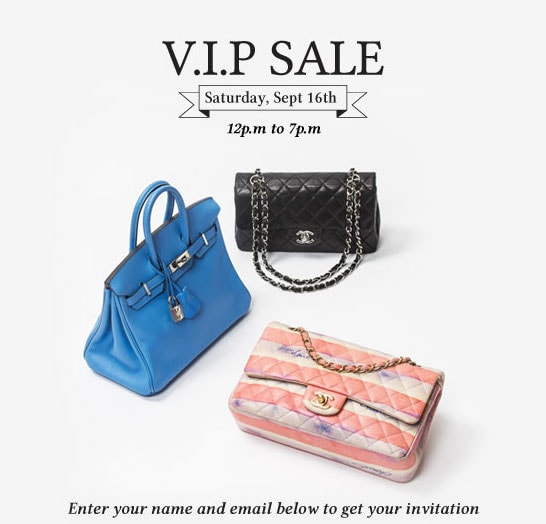 V.I.P SALE
Saturday, Sept 16th
12p.m to 7p.m
Enter your name and email below to get your invitation